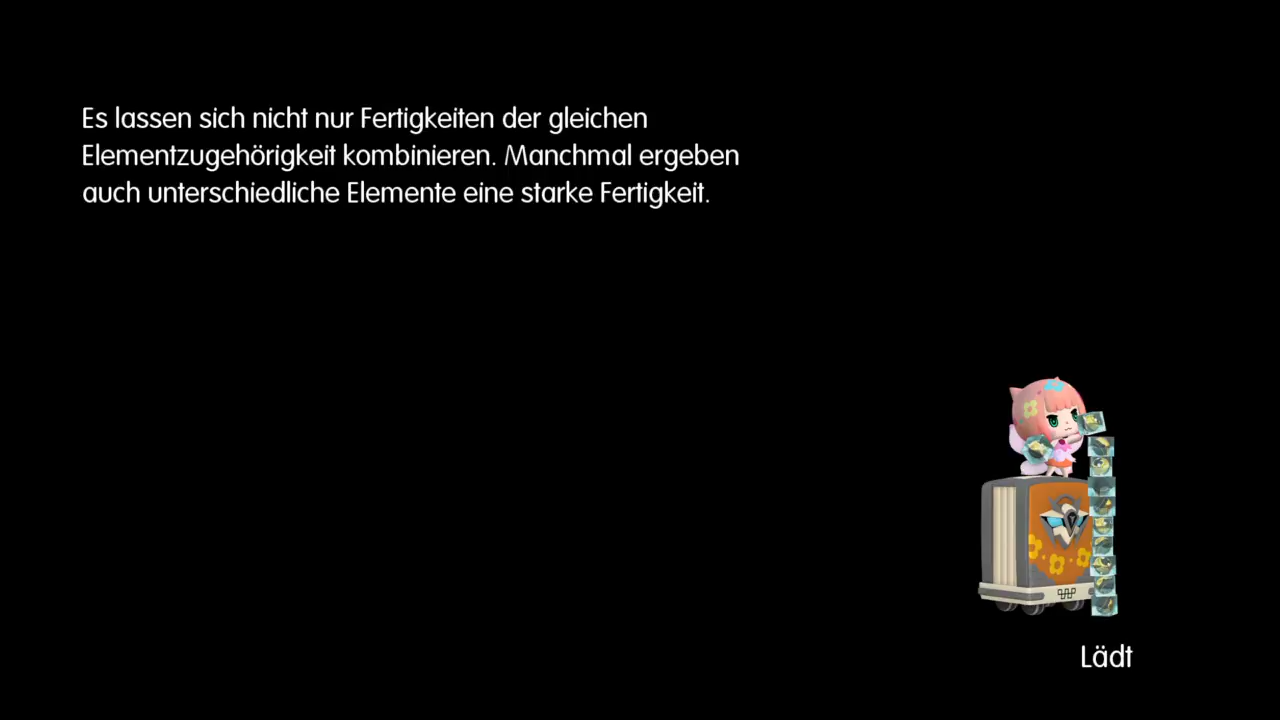 Es lassen sich nicht nur Fertigkeiten der gleichen
Elementzugehörigkeit kombinieren. Manchmal ergeben
auch unterschiedliche Elemente eine starke Fertigkeit.
Lädt